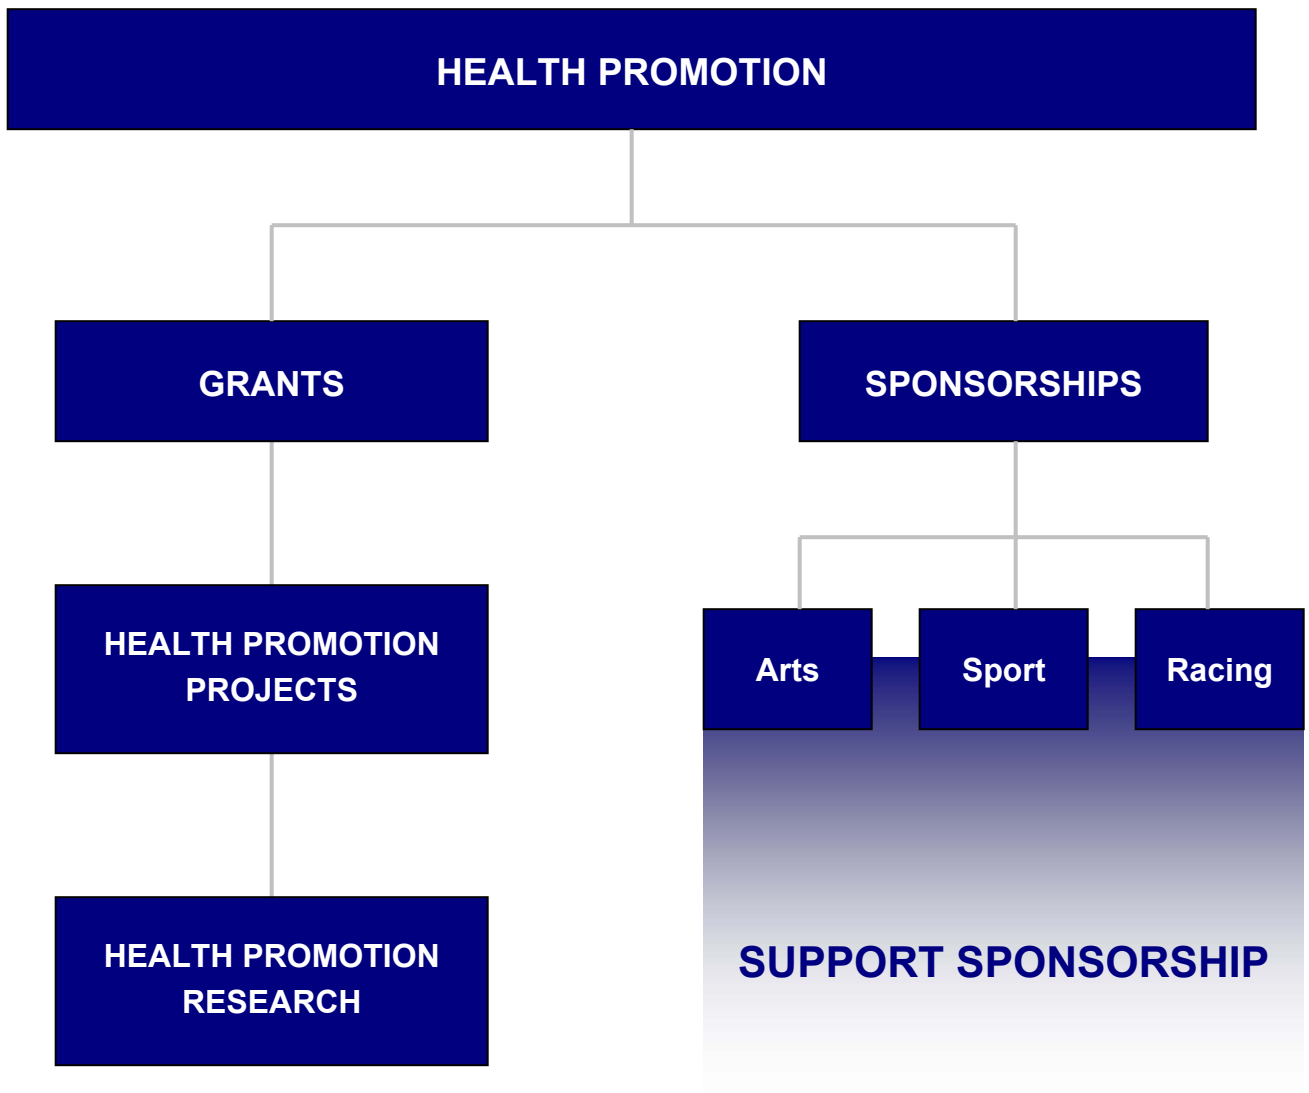 HEALTH PROMOTION
GRANTS
SPONSORSHIPS
HEALTH PROMOTION
PROJECTS
Arts
Sport
Racing
HEALTH PROMOTION
RESEARCH
SUPPORT SPONSORSHIP